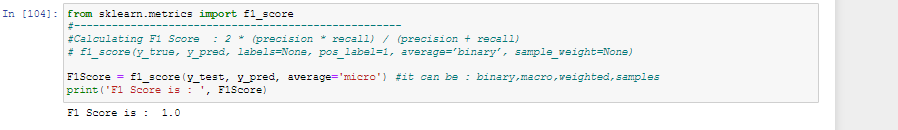 In [104]: from sklearn.metrics import f1_score
#----------------------------------------------------
#Calculating F1 Score : 2 * (precision * recall) / (precision + recall)
# f1_score(y_true, y_pred, labels=None, pos_label=1, average='binary', sample_weight=None)
F1Score = f1_score(y_test, y_pred, average='micro') #it can be : binary,macro,weighted,samples
print('F1 Score is : ', F1Score)
F1 Score is :  1.0